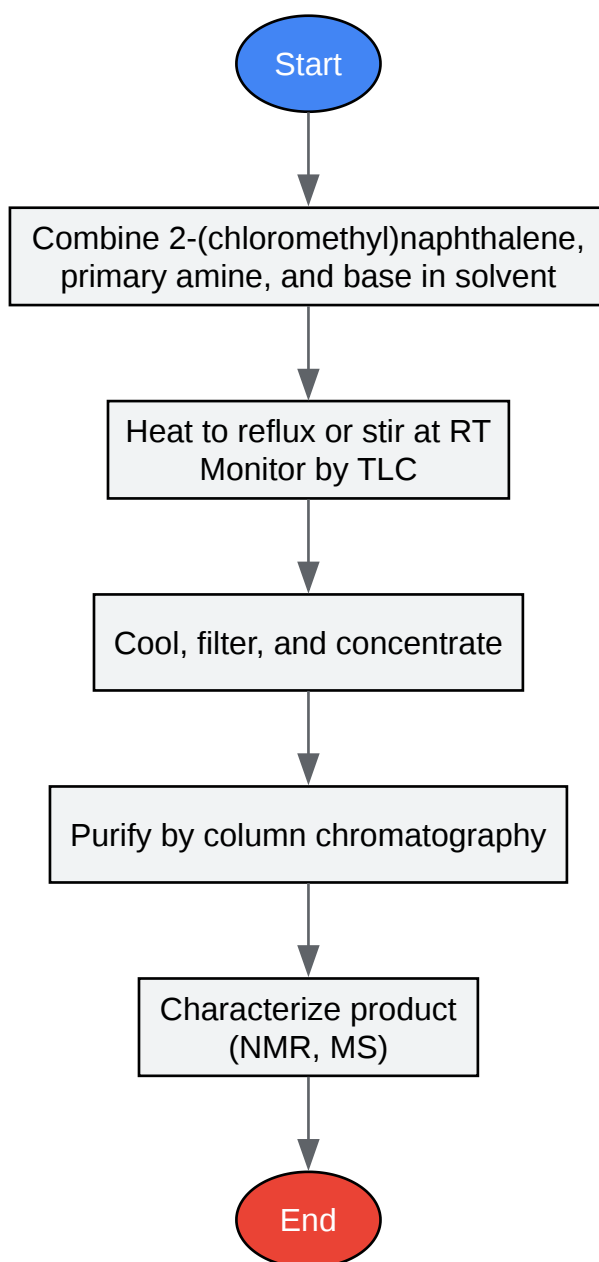 Start
Combine 2-(chloromethyl)naphthalene,
primary amine, and base in solvent
Heat to reflux or stir at RT
Monitor by TLC
Cool, filter, and concentrate
Purify by column chromatography
Characterize product
(NMR, MS)
End